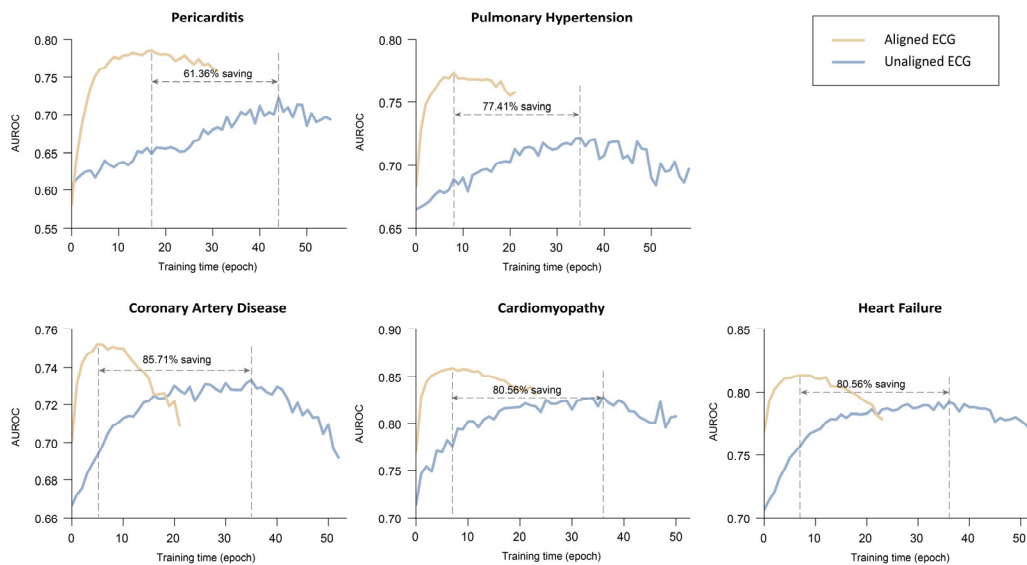 Pericarditis
0.80
0.75
0.70
0.65
0.60
0.55
AUROC
61.36% saving
0 10 20 30 40 50
Training time (epoch)
Pulmonary Hypertension
0.80
0.75
0.70
0.65
AUROC
77.41% saving
0 10 20 30 40 50
Training time (epoch)
Aligned ECG
Unaligned ECG
Coronary Artery Disease
0.76
0.74
0.72
0.70
0.68
0.66
AUROC
85.71% saving
0 10 20 30 40 50
Training time (epoch)
Cardiomyopathy
0.90
0.85
0.80
0.75
0.70
AUROC
80.56% saving
0 10 20 30 40 50
Training time (epoch)
Heart Failure
0.85
0.80
0.75
0.70
AUROC
80.56% saving
0 10 20 30 40 50
Training time (epoch)